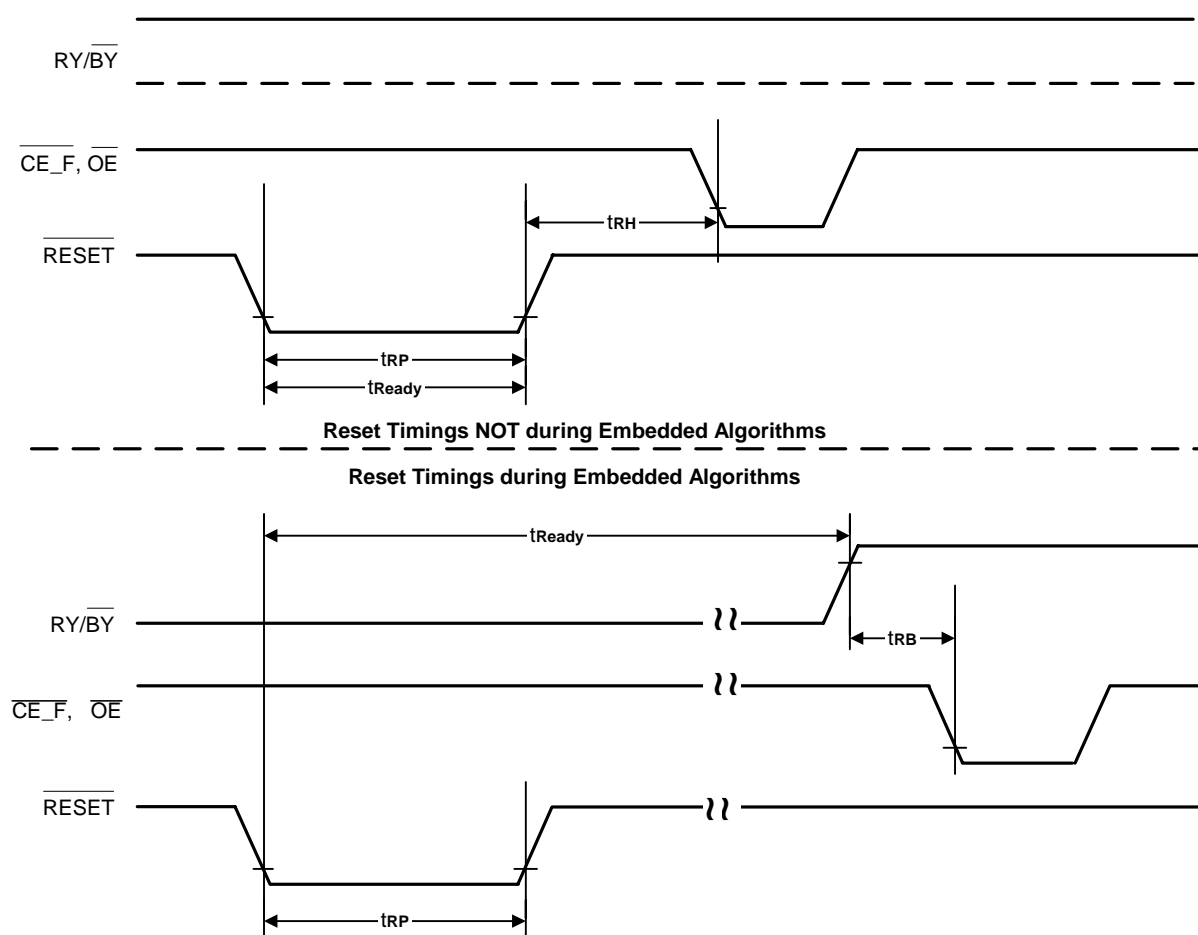 RY/BY
CE_F, OE
tRH
RESET
tRP
tReady
Reset Timings NOT during Embedded Algorithms
Reset Timings during Embedded Algorithms
tReady
RY/BY
tRB
CE_F, OE
RESET
tRP